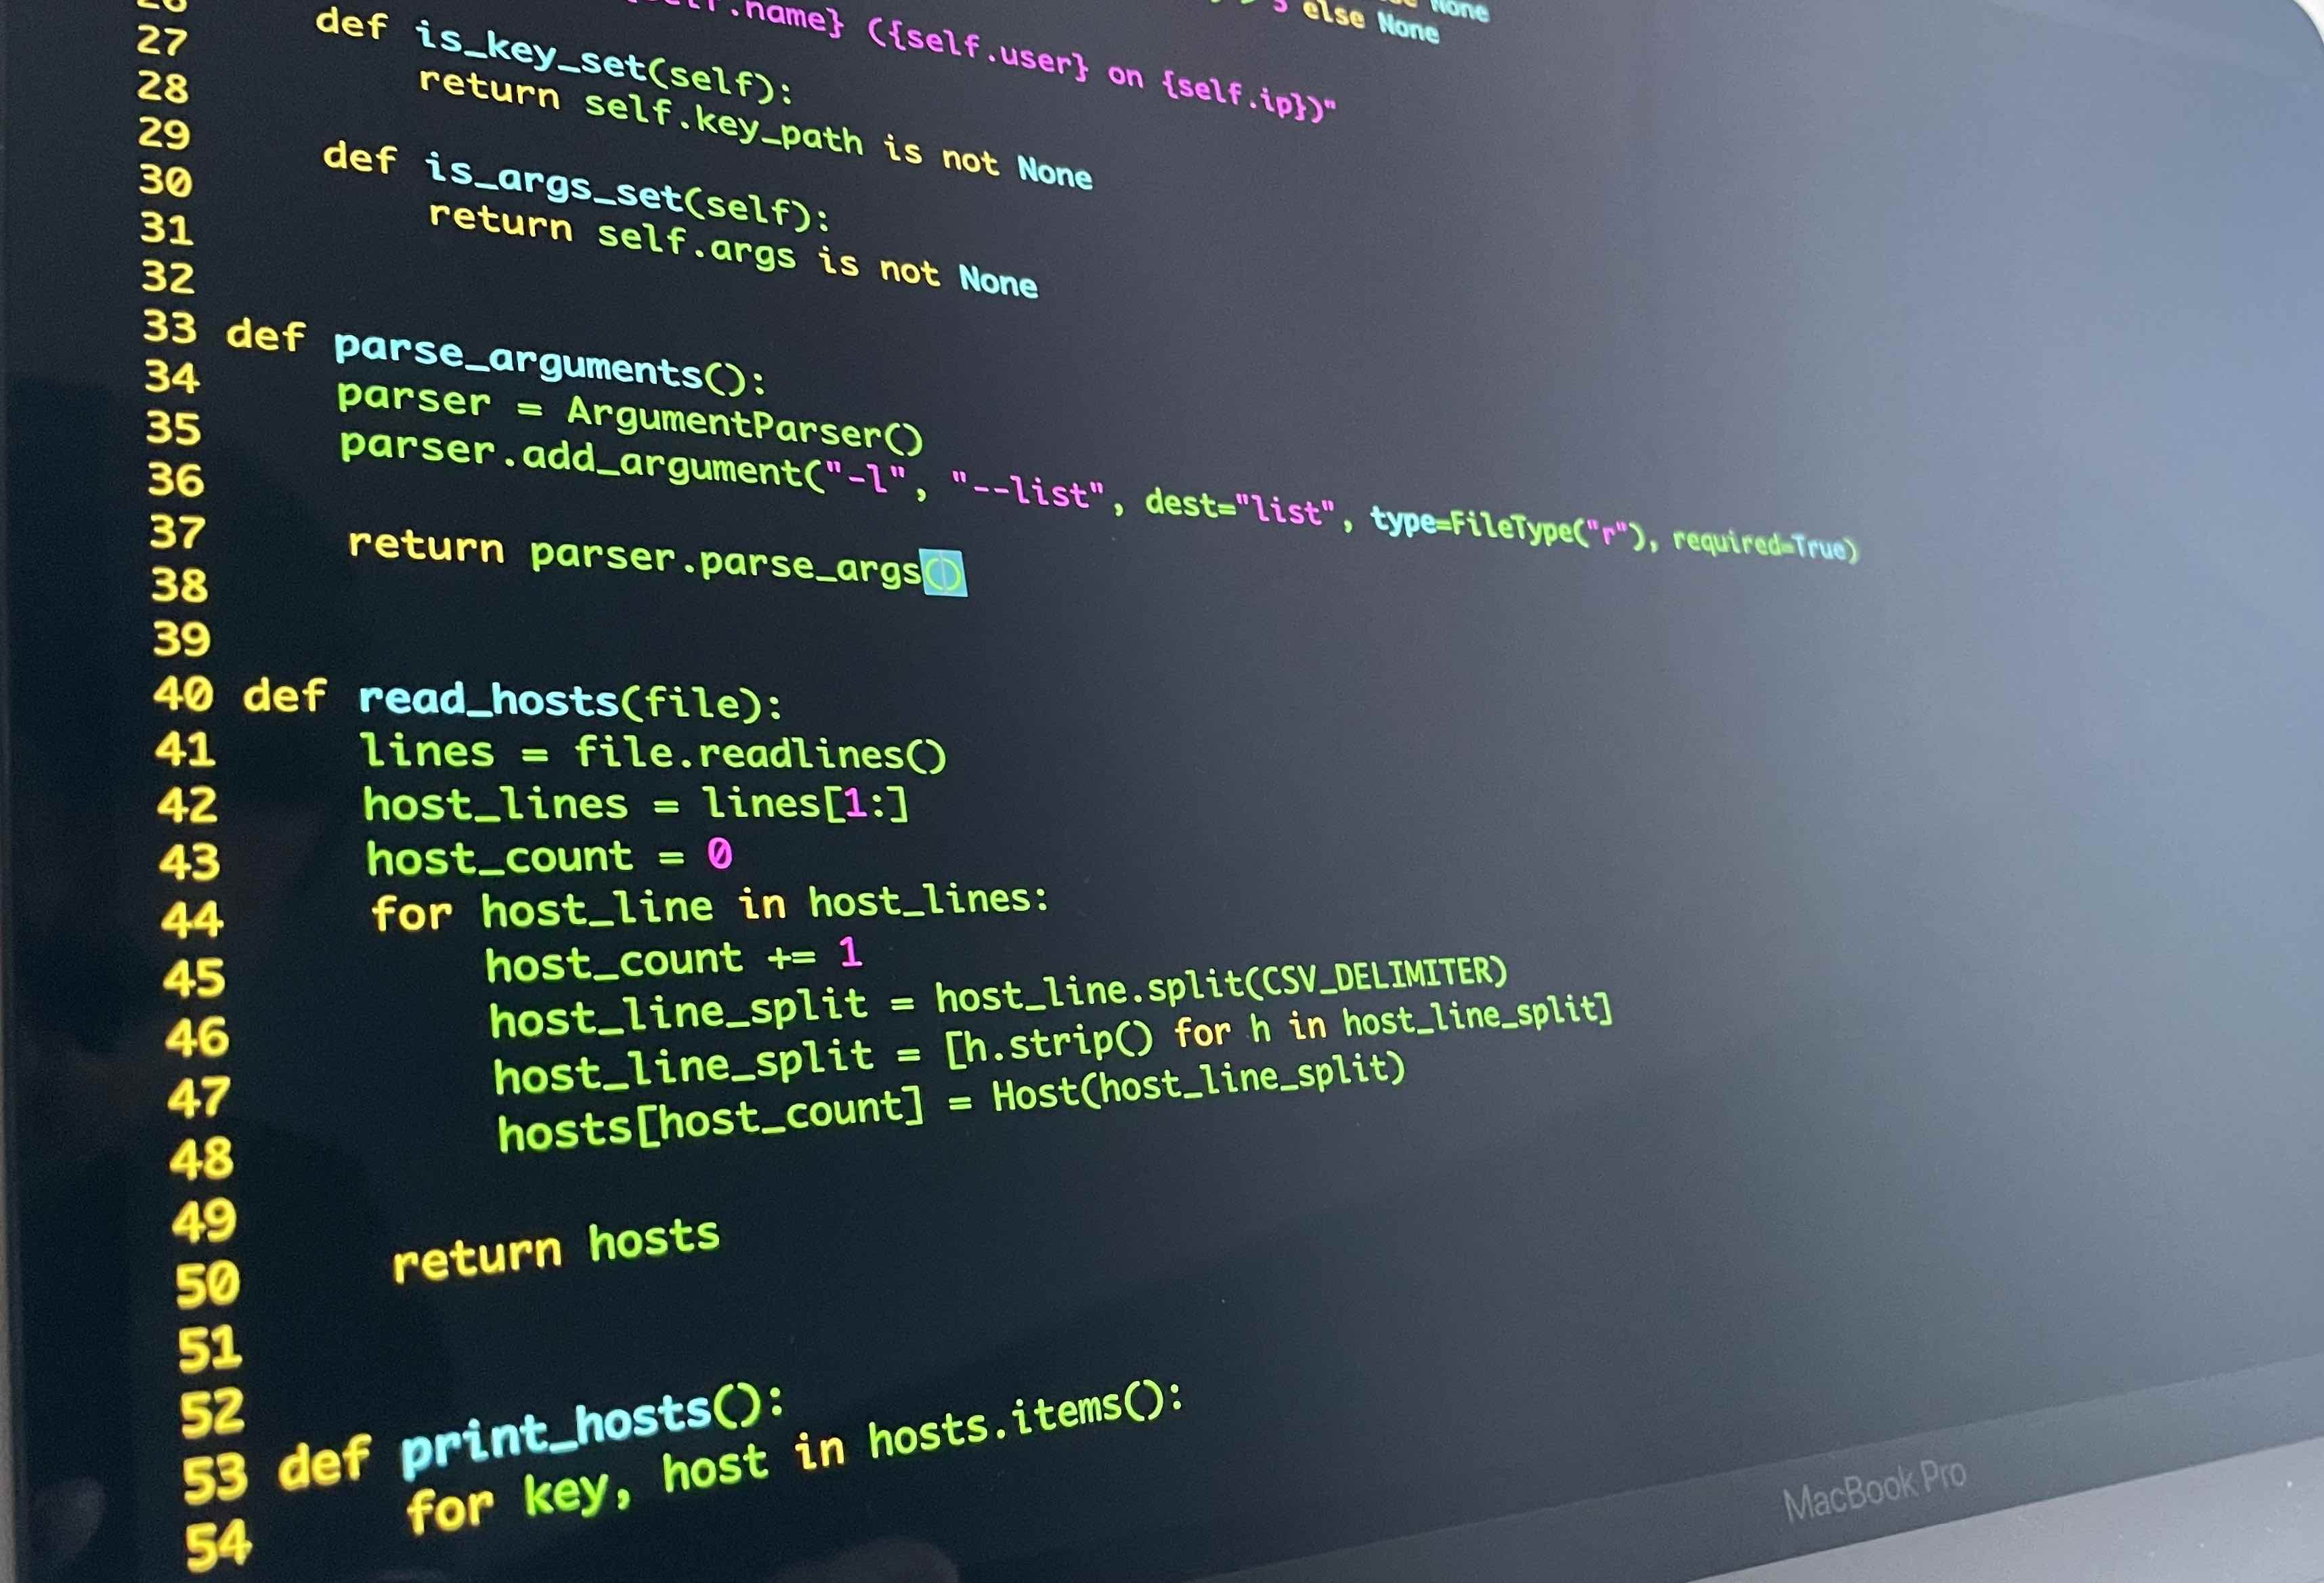 else None
.name} ({self.user} on {self.ip})"
27
def is_key_set(self):
28 return self.key_path is not None
29
30 def is_args_set(self):
31 return self.args is not None
32
33 def parse_arguments():
34 parser = ArgumentParser()
35 parser.add_argument("-l", "--list", dest="list", type=FileType("r"), required=True)
36
37 return parser.parse_args()
38
39
40 def read_hosts(file):
41 lines = file.readlines()
42 host_lines = lines[1:]
43 host_count = 0
44 for host_line in host_lines:
45 host_count += 1
46 host_line_split = host_line.split(CSV_DELIMITER)
47 host_line_split = [h.strip() for h in host_line_split]
48 hosts[host_count] = Host(host_line_split)
49
50 return hosts
51
52
53 def print_hosts():
54 for key, host in hosts.items():
MacBook Pro